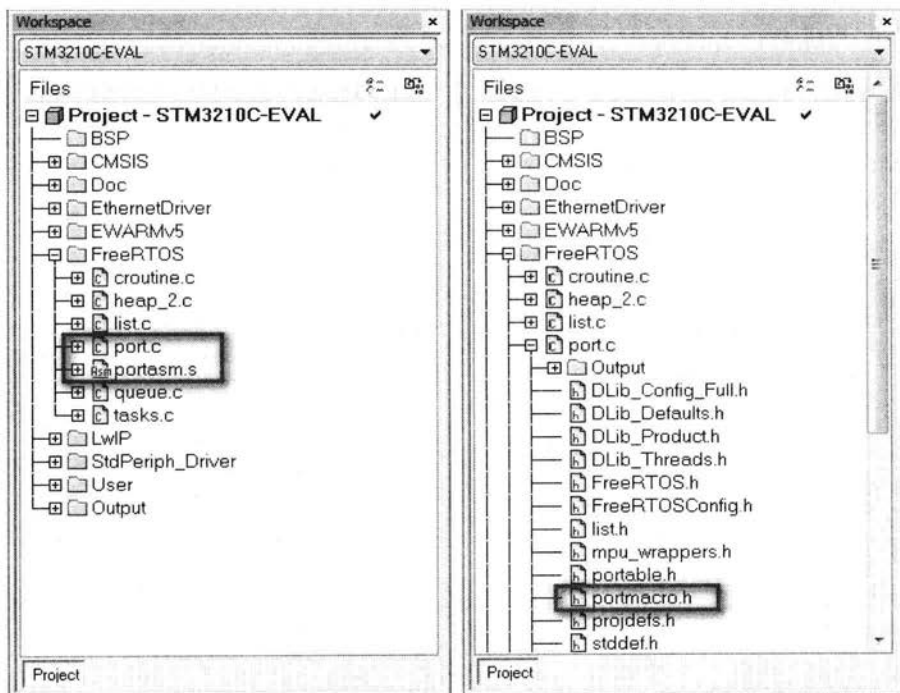 Workspace
STM3210C-EVAL
Files
Project - STM3210C-EVAL
BSP
CMSIS
Doc
EthernetDriver
EWARMv5
FreeRTOS
croutine.c
heap_2.c
list.c
port.c
portasm.s
queue.c
tasks.c
LwIP
StdPeriph_Driver
User
Output
Project
Workspace
STM3210C-EVAL
Files
Project - STM3210C-EVAL
BSP
CMSIS
Doc
EthernetDriver
EWARMv5
FreeRTOS
croutine.c
heap_2.c
list.c
port.c
Output
DLib_Config_Full.h
DLib_Defaults.h
DLib_Product.h
DLib_Threads.h
FreeRTOS.h
FreeRTOSConfig.h
list.h
mpu_wrappers.h
portable.h
portmacro.h
projdefs.h
stddef.h
Project